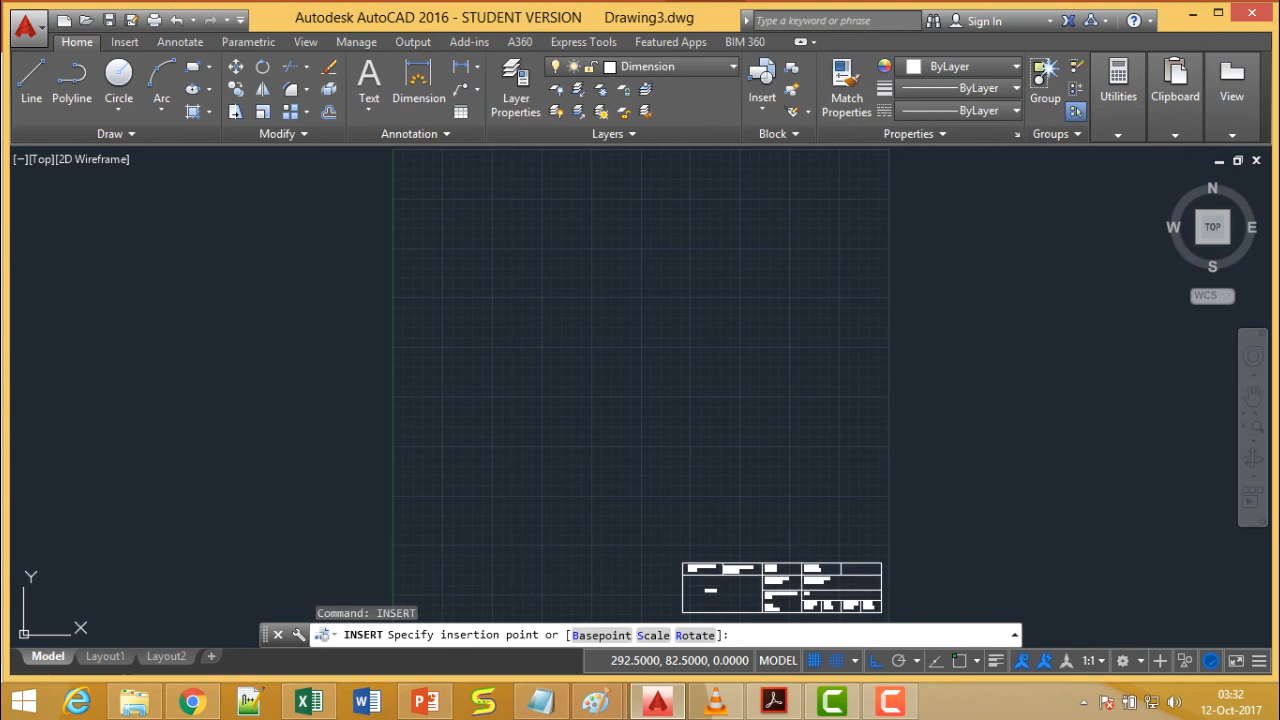 Autodesk AutoCAD 2016 - STUDENT VERSION Drawing3.dwg
Type a keyword or phrase
Sign In
Home Insert Annotate Parametric View Manage Output Add-ins A360 Express Tools Featured Apps BIM 360
Line Polyline Circle Arc
Text Dimension
Layer Properties
Dimension
Insert
Match Properties
ByLayer
ByLayer
ByLayer
Group
Utilities Clipboard View
Draw Modify Annotation Layers Block Properties Groups
[−][Top][2D Wireframe]
N
W TOP E
S
WCS
Y
X
Command: INSERT
INSERT Specify insertion point or [Basepoint Scale Rotate]:
Model Layout1 Layout2 +
292.5000, 82.5000, 0.0000 MODEL 1:1
03:32
12-Oct-2017